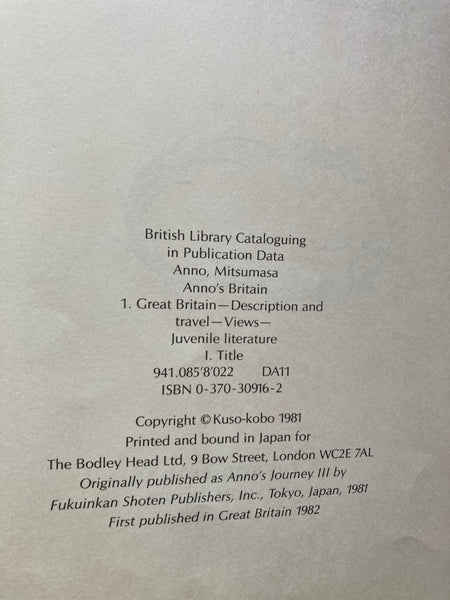 British Library Cataloguing
in Publication Data
Anno, Mitsumasa
Anno's Britain
1. Great Britain—Description and
travel—Views—
Juvenile literature
I. Title
941.085'8'022 DA11
ISBN 0-370-30916-2
Copyright © Kuso-kobo 1981
Printed and bound in Japan for
The Bodley Head Ltd, 9 Bow Street, London WC2E 7AL
Originally published as Anno's Journey III by
Fukuinkan Shoten Publishers, Inc., Tokyo, Japan, 1981
First published in Great Britain 1982